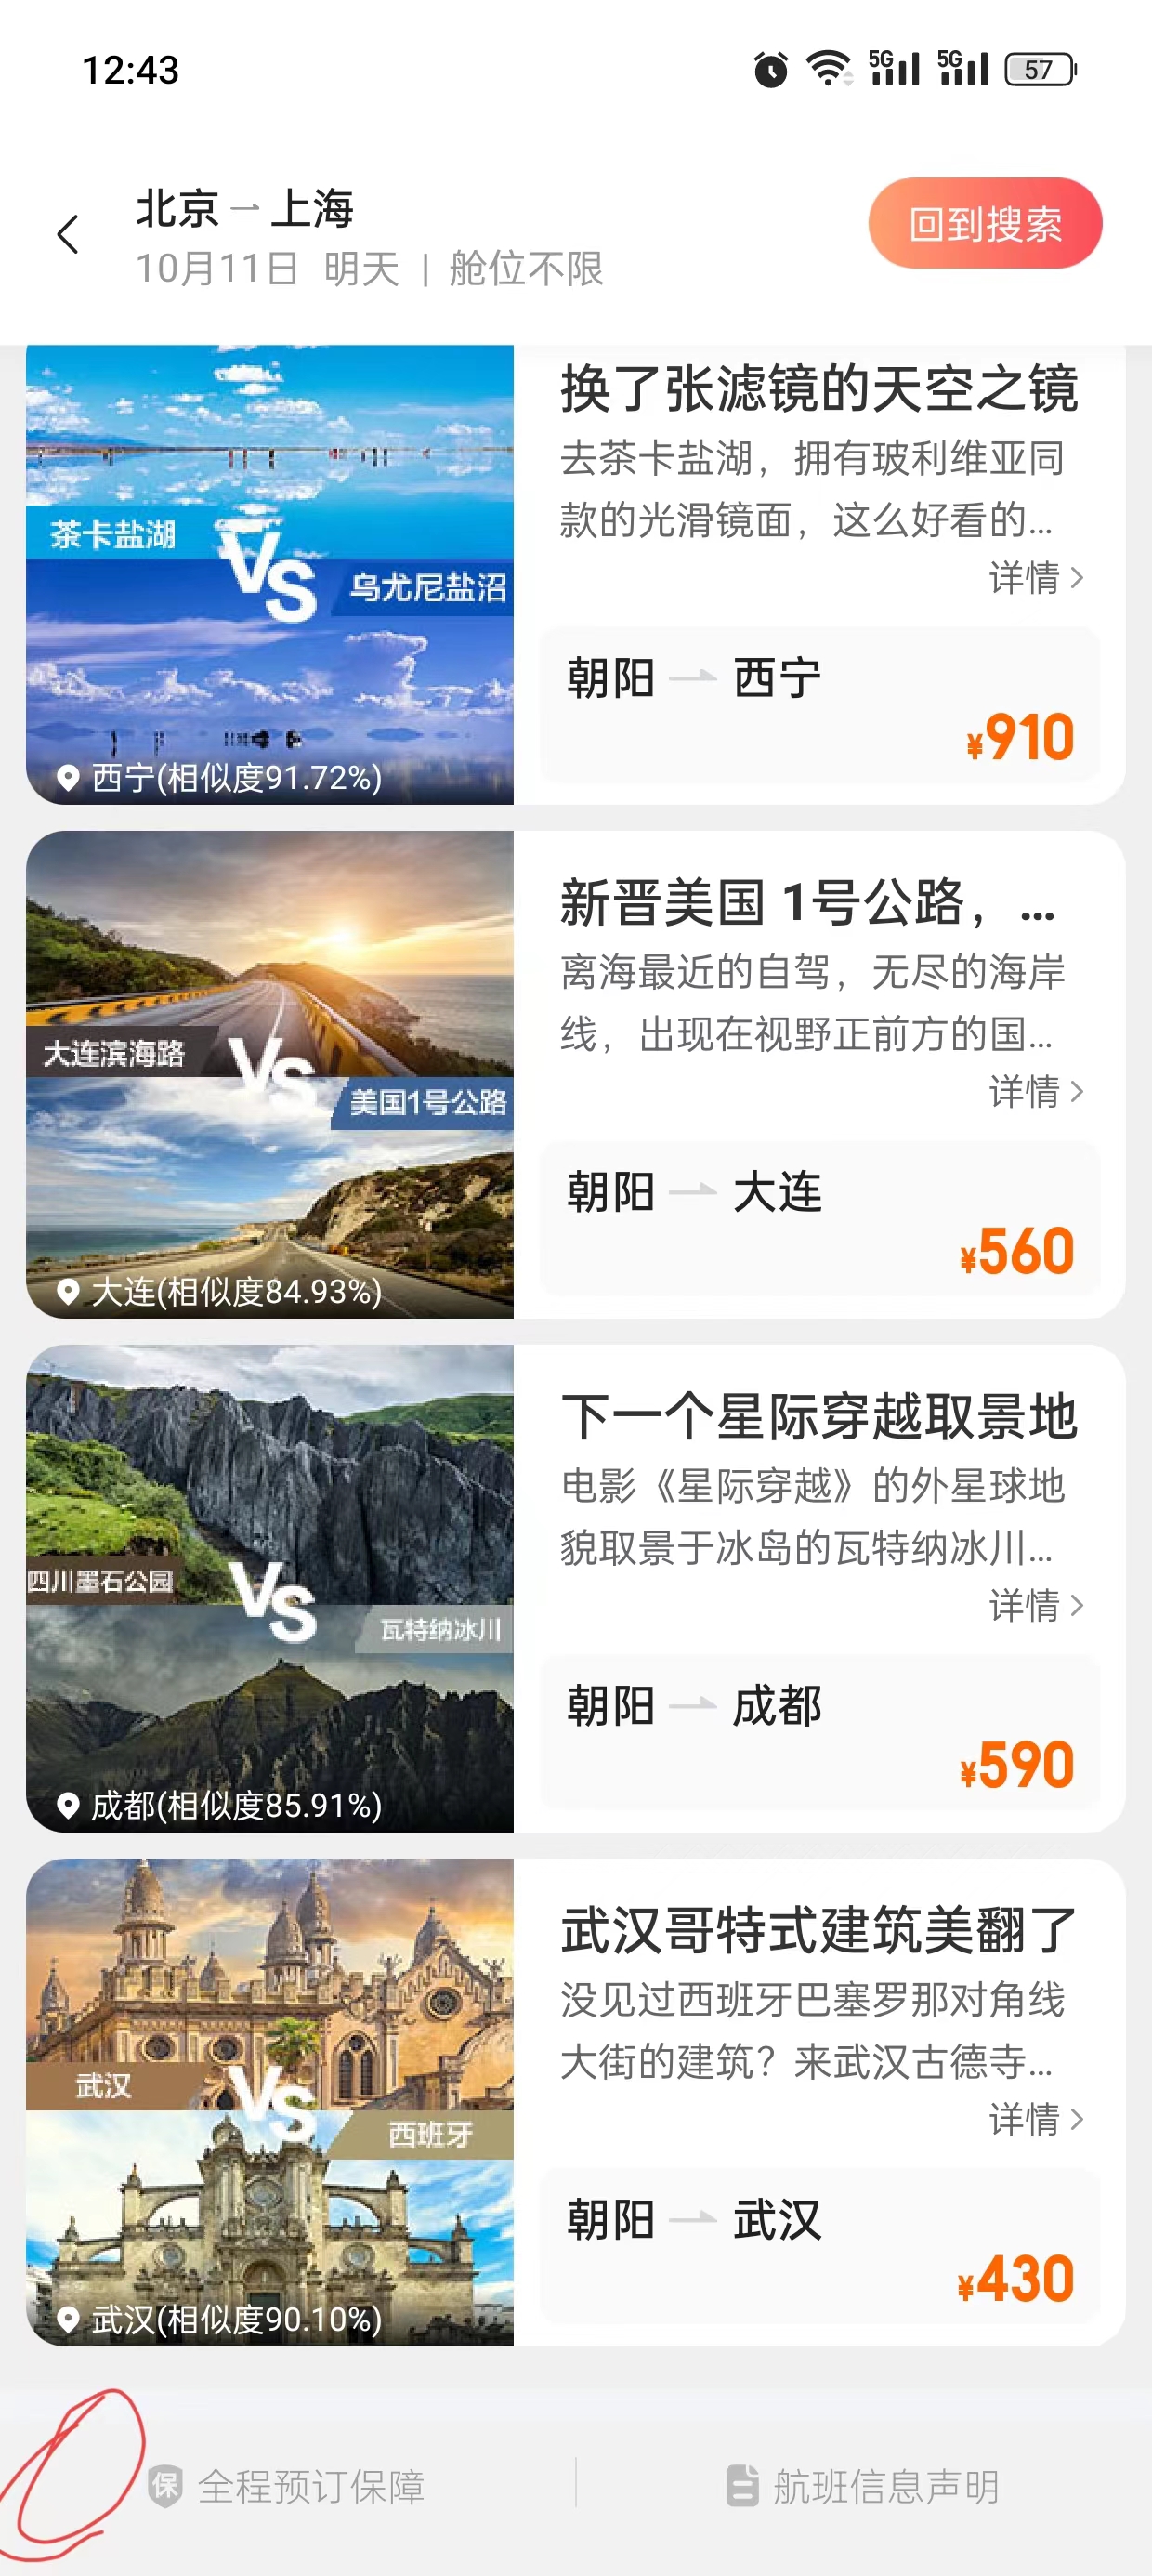 12:43
5G 5G 57
北京 上海
回到搜索
10月11日 明天 | 舱位不限
换了张滤镜的天空之镜
去茶卡盐湖，拥有玻利维亚同
款的光滑镜面，这么好看的...
详情
茶卡盐湖
VS
乌尤尼盐沼
朝阳 西宁
¥910
西宁(相似度91.72%)
新晋美国 1号公路，...
离海最近的自驾，无尽的海岸
线，出现在视野正前方的国...
详情
大连滨海路
VS
美国1号公路
朝阳 大连
¥560
大连(相似度84.93%)
下一个星际穿越取景地
电影《星际穿越》的外星球地
貌取景于冰岛的瓦特纳冰川...
详情
四川墨石公园
VS
瓦特纳冰川
朝阳 成都
¥590
成都(相似度85.91%)
武汉哥特式建筑美翻了
没见过西班牙巴塞罗那对角线
大街的建筑？来武汉古德寺...
详情
武汉
VS
西班牙
朝阳 武汉
¥430
武汉(相似度90.10%)
保 全程预订保障
航班信息声明